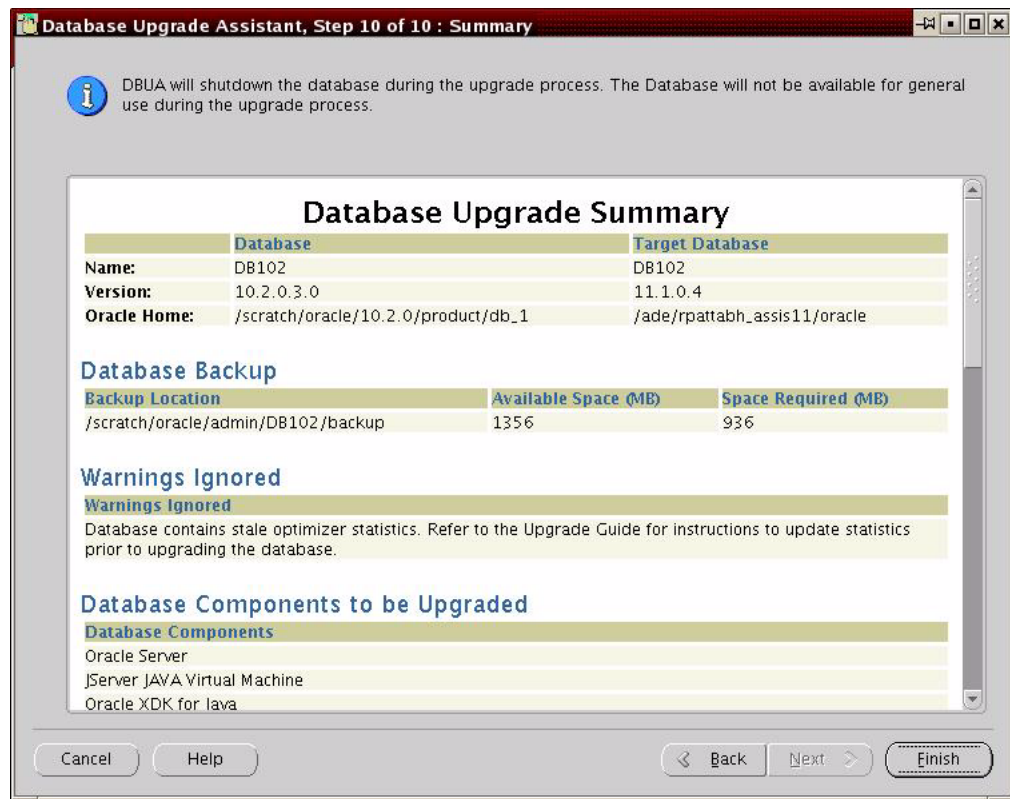 Database Upgrade Assistant, Step 10 of 10 : Summary
DBUA will shutdown the database during the upgrade process. The Database will not be available for general
use during the upgrade process.
Database Upgrade Summary
Database Target Database
Name: DB102 DB102
Version: 10.2.0.3.0 11.1.0.4
Oracle Home: /scratch/oracle/10.2.0/product/db_1 /ade/rpattabh_assis11/oracle
Database Backup
Backup Location Available Space (MB) Space Required (MB)
/scratch/oracle/admin/DB102/backup 1356 936
Warnings Ignored
Warnings Ignored
Database contains stale optimizer statistics. Refer to the Upgrade Guide for instructions to update statistics
prior to upgrading the database.
Database Components to be Upgraded
Database Components
Oracle Server
JServer JAVA Virtual Machine
Oracle XDK for Java
Cancel Help Back Next Finish